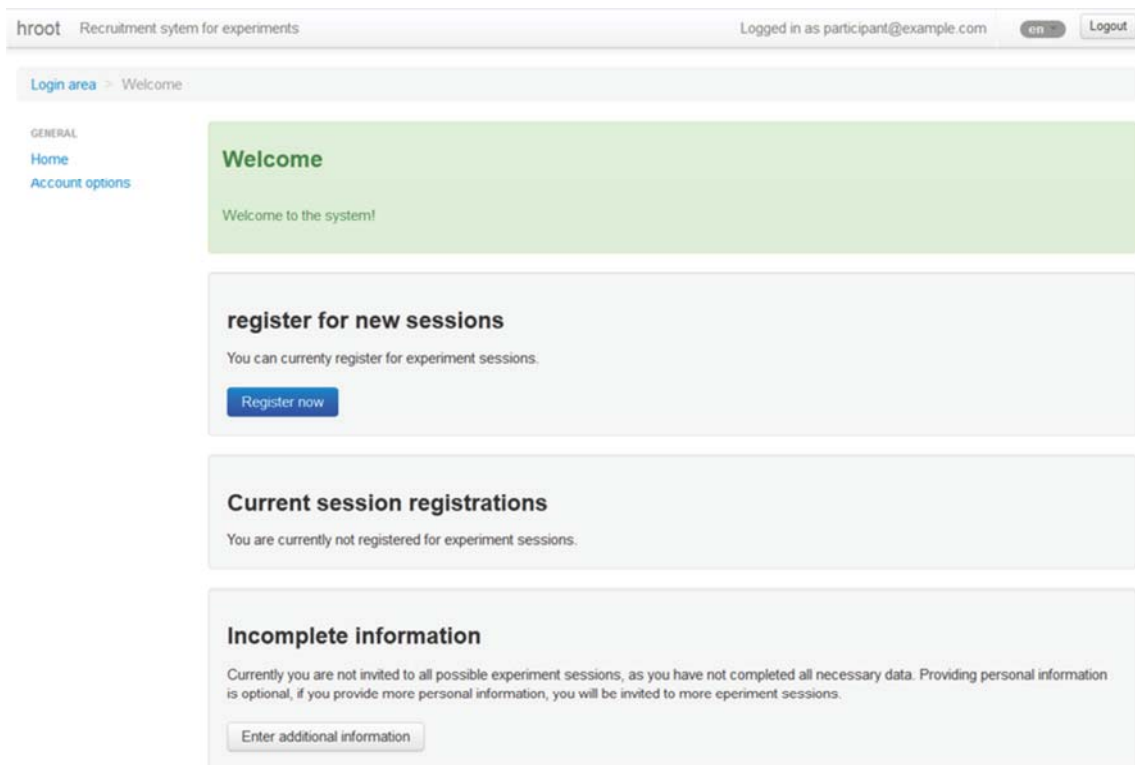 hroot Recruitment sytem for experiments Logged in as participant@example.com en Logout
Login area > Welcome
GENERAL
Home
Account options
Welcome
Welcome to the system!
register for new sessions
You can currenty register for experiment sessions.
Register now
Current session registrations
You are currently not registered for experiment sessions.
Incomplete information
Currently you are not invited to all possible experiment sessions, as you have not completed all necessary data. Providing personal information
is optional, if you provide more personal information, you will be invited to more eperiment sessions.
Enter additional information